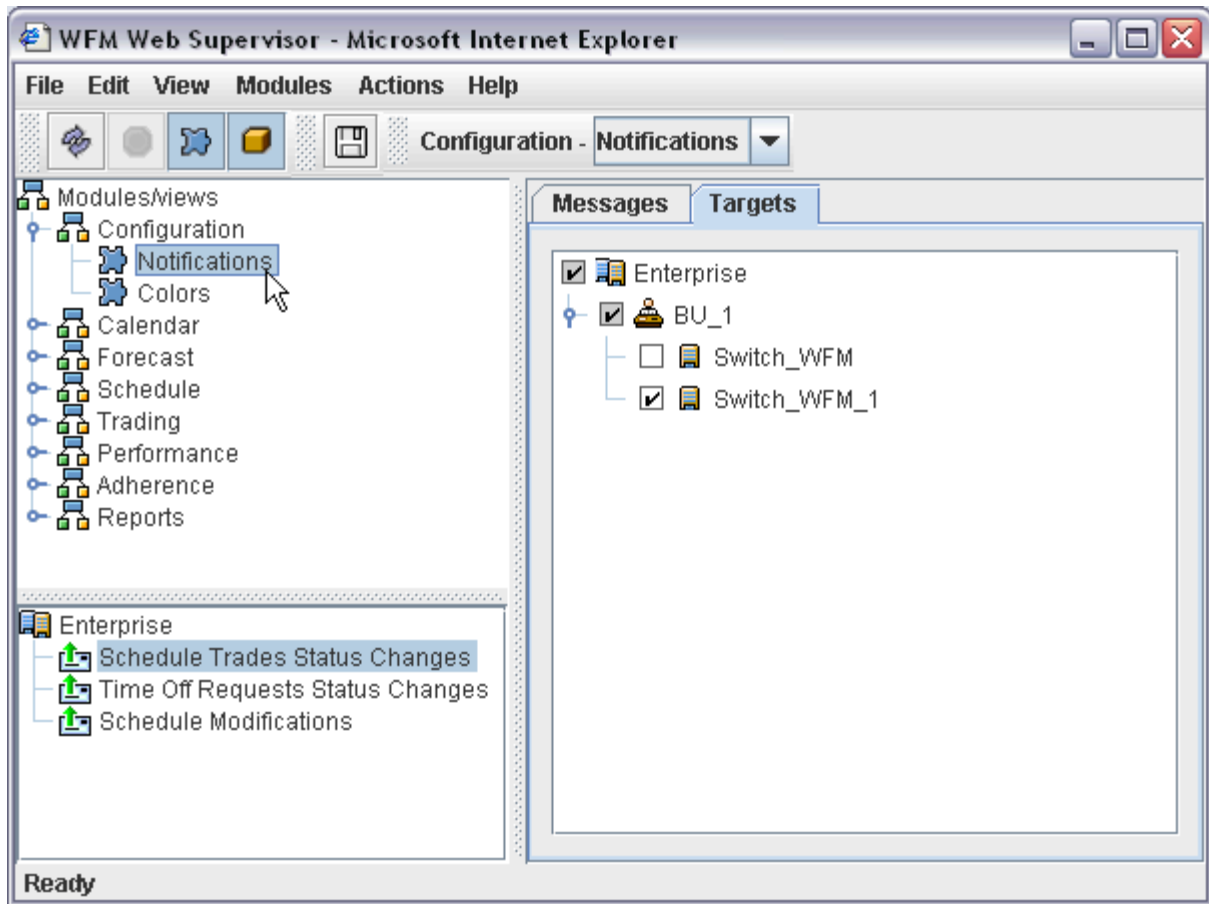 WFM Web Supervisor - Microsoft Internet Explorer
File Edit View Modules Actions Help
Configuration - Notifications
Modules/views
Configuration
Notifications
Colors
Calendar
Forecast
Schedule
Trading
Performance
Adherence
Reports
Enterprise
Schedule Trades Status Changes
Time Off Requests Status Changes
Schedule Modifications
Messages Targets
Enterprise
BU_1
Switch_WFM
Switch_WFM_1
Ready